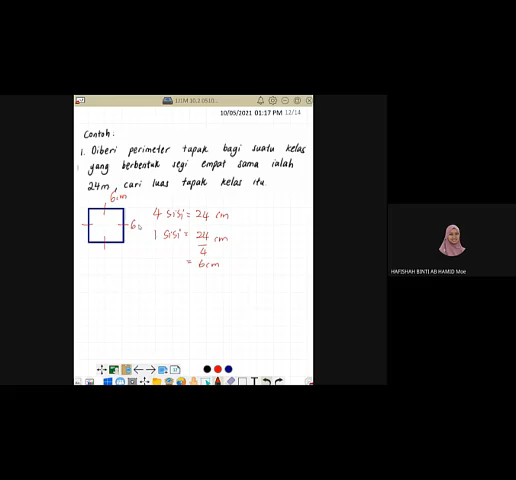 10/05/2021 01:17 PM 12/14
Contoh:
1. Diberi perimeter tapak bagi suatu kelas
yang berbentuk segi empat sama ialah
24m, cari luas tapak kelas itu.
6cm
6
4 sisi = 24 cm
1 sisi = 24/4 cm
= 6cm
HAFISHAH BINTI AB HAMID Moe